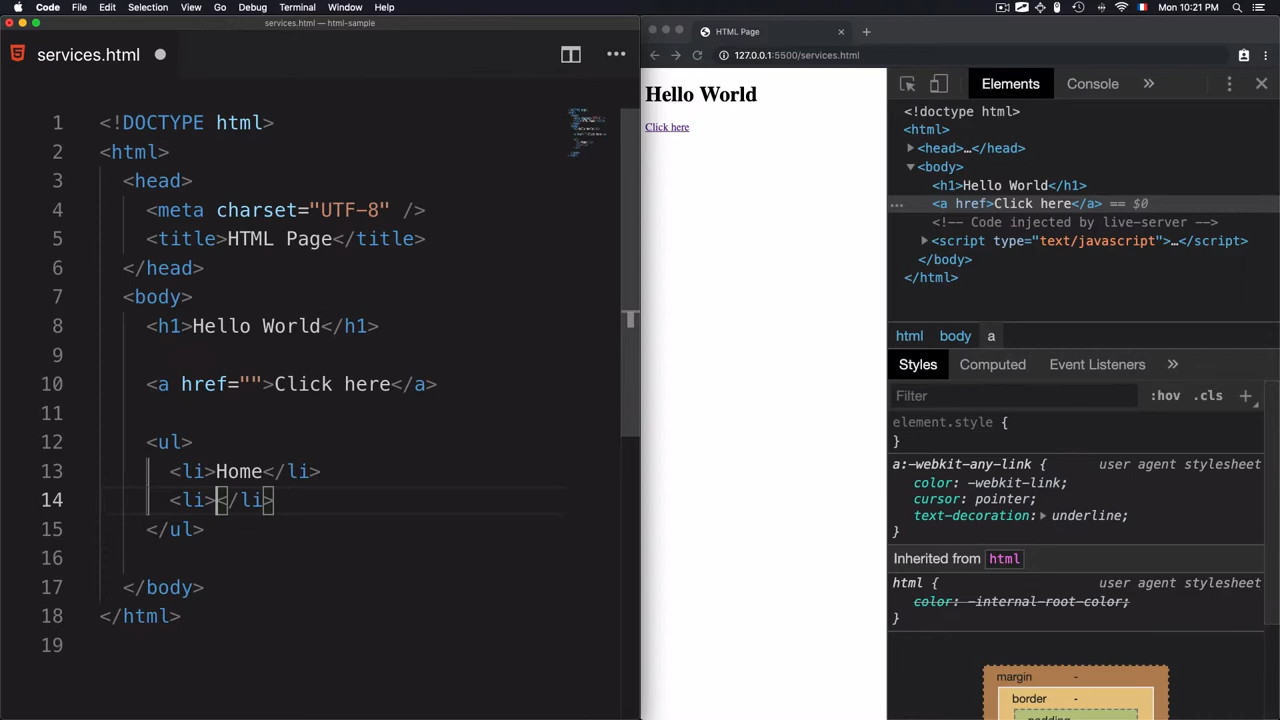 Code File Edit Selection View Go Debug Terminal Window Help Mon 10:21 PM
services.html — html-sample
services.html
1 <!DOCTYPE html>
2 <html>
3 <head>
4 <meta charset="UTF-8" />
5 <title>HTML Page</title>
6 </head>
7 <body>
8 <h1>Hello World</h1>
9
10 <a href="">Click here</a>
11
12 <ul>
13 <li>Home</li>
14 <li></li>
15 </ul>
16
17 </body>
18 </html>
19
HTML Page
127.0.0.1:5500/services.html
Hello World
Click here
Elements Console »
<!doctype html>
<html>
<head>…</head>
<body>
<h1>Hello World</h1>
… <a href>Click here</a> == $0
<!-- Code injected by live-server -->
<script type="text/javascript">…</script>
</body>
</html>
html body a
Styles Computed Event Listeners »
Filter :hov .cls +
element.style {
}
a:-webkit-any-link { user agent stylesheet
color: -webkit-link;
cursor: pointer;
text-decoration: underline;
}
Inherited from html
html { user agent stylesheet
color: -internal-root-color;
}
margin -
border -
padding